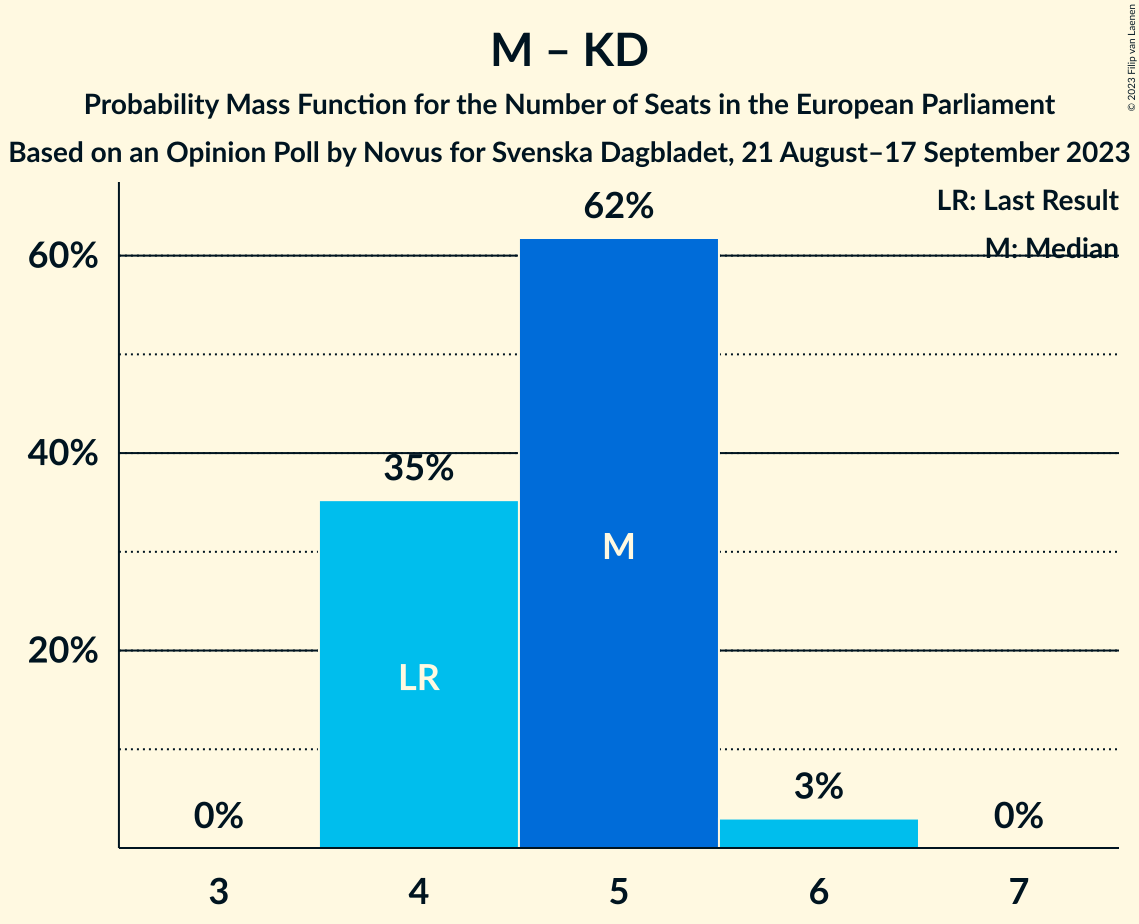 M – KD
Probability Mass Function for the Number of Seats in the European Parliament
Based on an Opinion Poll by Novus for Svenska Dagbladet, 21 August–17 September 2023
© 2023 Filip van Laenen
LR: Last Result
M: Median
62%
60%
40%
35%
M
20%
LR
3%
0%
0%
3
4
5
6
7